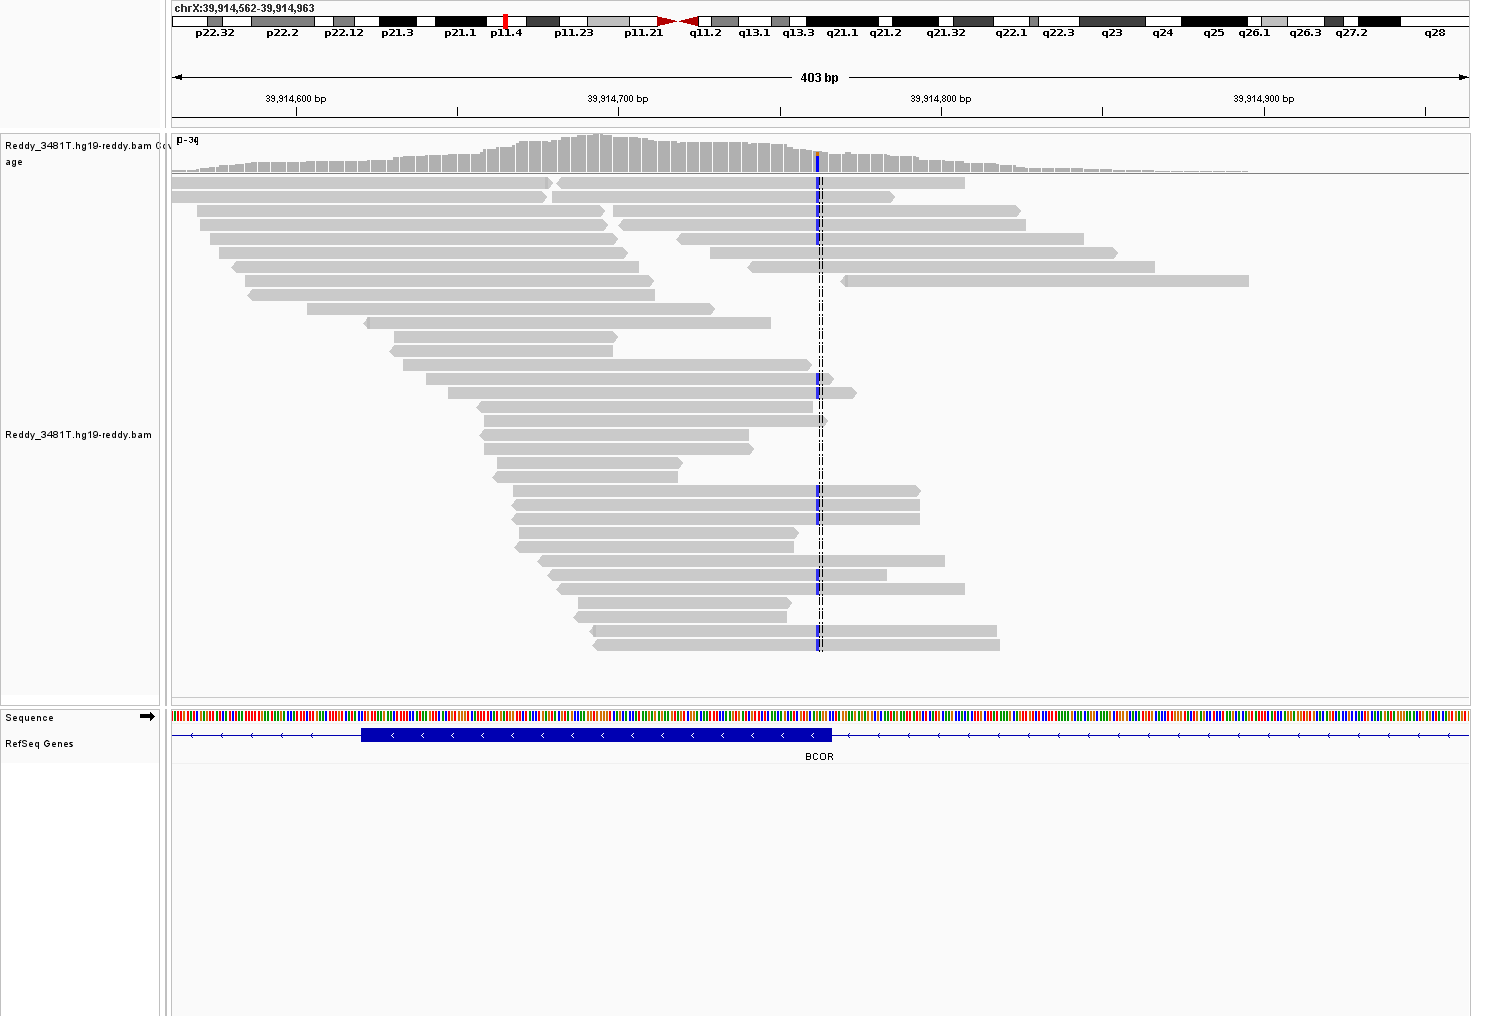 chrX:39,914,562-39,914,963
p22.32 p22.2 p22.12 p21.3 p21.1 p11.4 p11.23 p11.21 q11.2 q13.1 q13.3 q21.1 q21.2 q21.32 q22.1 q22.3 q23 q24 q25 q26.1 q26.3 q27.2 q28
403 bp
39,914,600 bp 39,914,700 bp 39,914,800 bp 39,914,900 bp
Reddy_3481T.hg19-reddy.bam Cov
age
[0-34]
Reddy_3481T.hg19-reddy.bam
Sequence
RefSeq Genes
BCOR